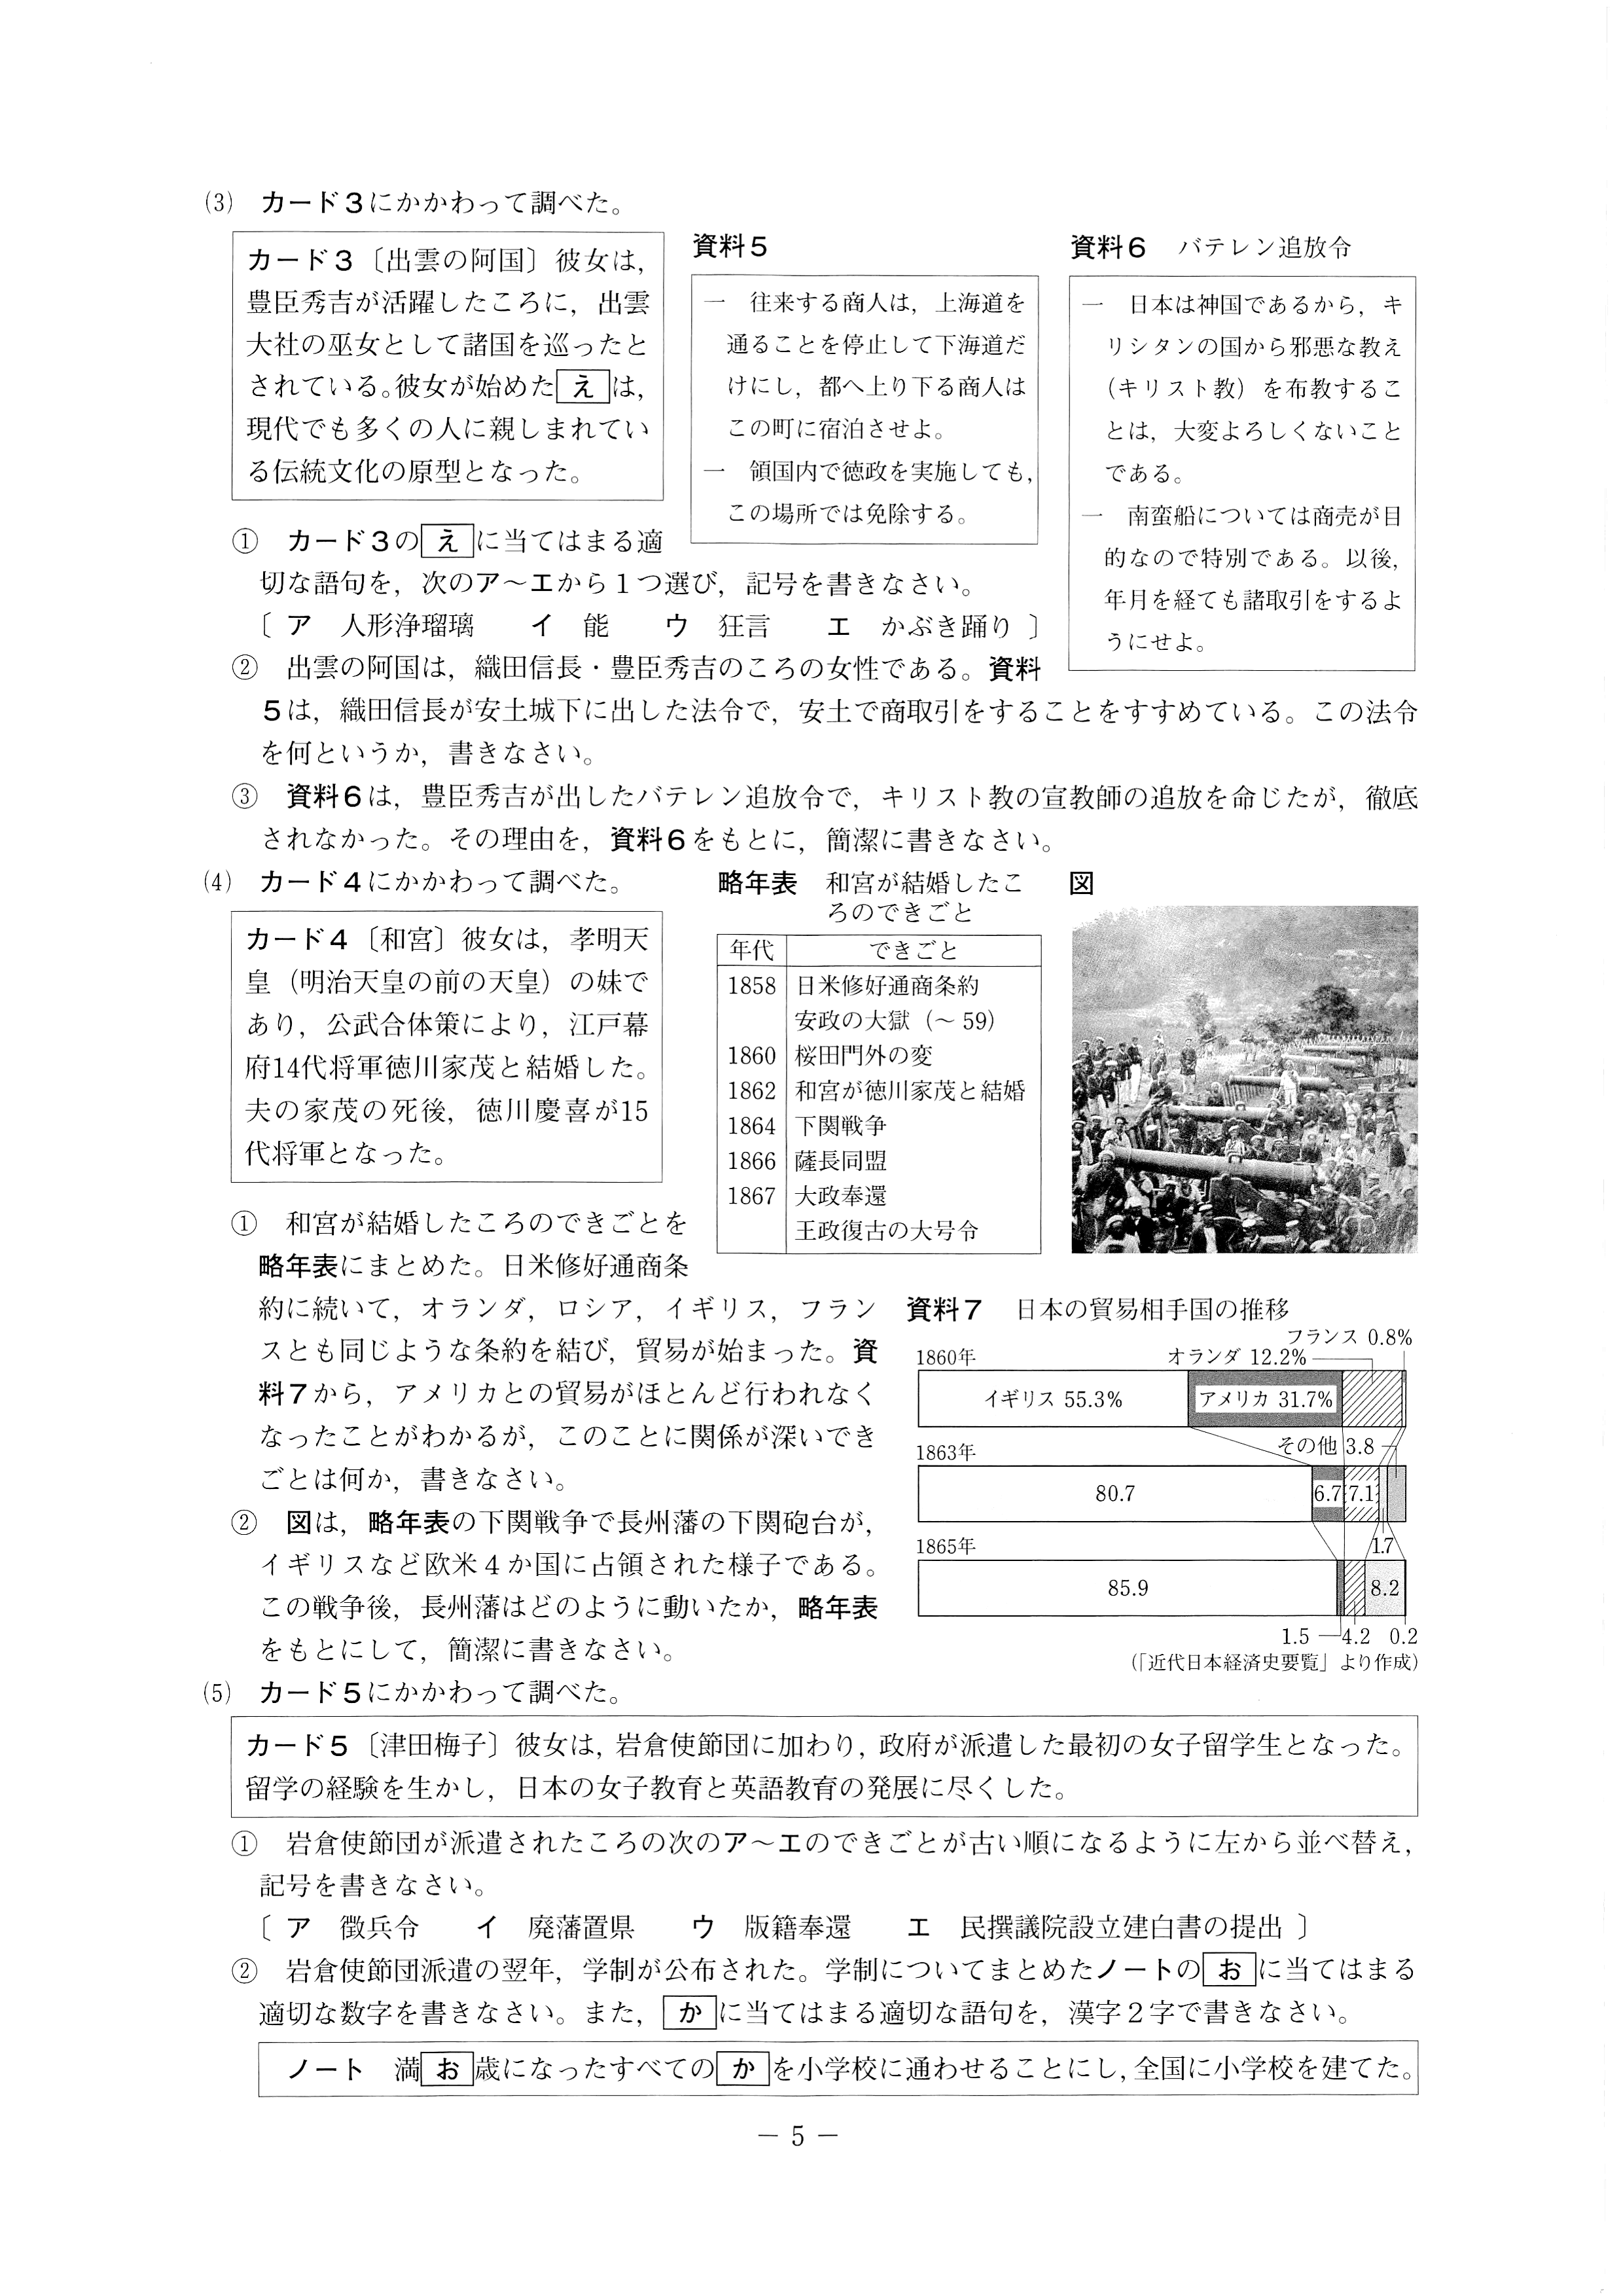 (3) カード3にかかわって調べた。
カード3〔出雲の阿国〕彼女は,
豊臣秀吉が活躍したころに, 出雲
大社の巫女として諸国を巡ったと
されている。彼女が始めた え は,
現代でも多くの人に親しまれてい
る伝統文化の原型となった。
資料5
一 往来する商人は, 上海道を
通ることを停止して下海道だ
けにし, 都へ上り下る商人は
この町に宿泊させよ。
一 領国内で徳政を実施しても,
この場所では免除する。
資料6 バテレン追放令
一 日本は神国であるから, キ
リシタンの国から邪悪な教え
(キリスト教) を布教するこ
とは, 大変よろしくないこと
である。
一 南蛮船については商売が目
的なので特別である。以後,
年月を経ても諸取引をするよ
うにせよ。
① カード3の え に当てはまる適
切な語句を, 次のア〜エから1つ選び, 記号を書きなさい。
〔 ア 人形浄瑠璃 イ 能 ウ 狂言 エ かぶき踊り 〕
② 出雲の阿国は, 織田信長・豊臣秀吉のころの女性である。資料
5は, 織田信長が安土城下に出した法令で, 安土で商取引をすることをすすめている。この法令
を何というか, 書きなさい。
③ 資料6は, 豊臣秀吉が出したバテレン追放令で, キリスト教の宣教師の追放を命じたが, 徹底
されなかった。その理由を, 資料6をもとに, 簡潔に書きなさい。
(4) カード4にかかわって調べた。
カード4〔和宮〕彼女は, 孝明天
皇 (明治天皇の前の天皇) の妹で
あり, 公武合体策により, 江戸幕
府14代将軍徳川家茂と結婚した。
夫の家茂の死後, 徳川慶喜が15
代将軍となった。
略年表 和宮が結婚したこ
ろのできごと
年代 できごと
1858 日米修好通商条約
安政の大獄 (〜59)
1860 桜田門外の変
1862 和宮が徳川家茂と結婚
1864 下関戦争
1866 薩長同盟
1867 大政奉還
王政復古の大号令
図
① 和宮が結婚したころのできごとを
略年表にまとめた。日米修好通商条
約に続いて, オランダ, ロシア, イギリス, フラン
スとも同じような条約を結び, 貿易が始まった。資
料7から, アメリカとの貿易がほとんど行われなく
なったことがわかるが, このことに関係が深いでき
ごとは何か, 書きなさい。
② 図は, 略年表の下関戦争で長州藩の下関砲台が,
イギリスなど欧米4か国に占領された様子である。
この戦争後, 長州藩はどのように動いたか, 略年表
をもとにして, 簡潔に書きなさい。
資料7 日本の貿易相手国の推移
フランス 0.8%
1860年 オランダ 12.2%
イギリス 55.3% アメリカ 31.7%
1863年 その他 3.8
80.7 6.7 7.1
1865年 1.7
85.9 8.2
1.5 4.2 0.2
(「近代日本経済史要覧」より作成)
(5) カード5にかかわって調べた。
カード5〔津田梅子〕彼女は, 岩倉使節団に加わり, 政府が派遣した最初の女子留学生となった。
留学の経験を生かし, 日本の女子教育と英語教育の発展に尽くした。
① 岩倉使節団が派遣されたころの次のア〜エのできごとが古い順になるように左から並べ替え,
記号を書きなさい。
〔 ア 徴兵令 イ 廃藩置県 ウ 版籍奉還 エ 民撰議院設立建白書の提出 〕
② 岩倉使節団派遣の翌年, 学制が公布された。学制についてまとめたノートの お に当てはまる
適切な数字を書きなさい。また, か に当てはまる適切な語句を, 漢字2字で書きなさい。
ノート 満 お 歳になったすべての か を小学校に通わせることにし, 全国に小学校を建てた。
― 5 ―